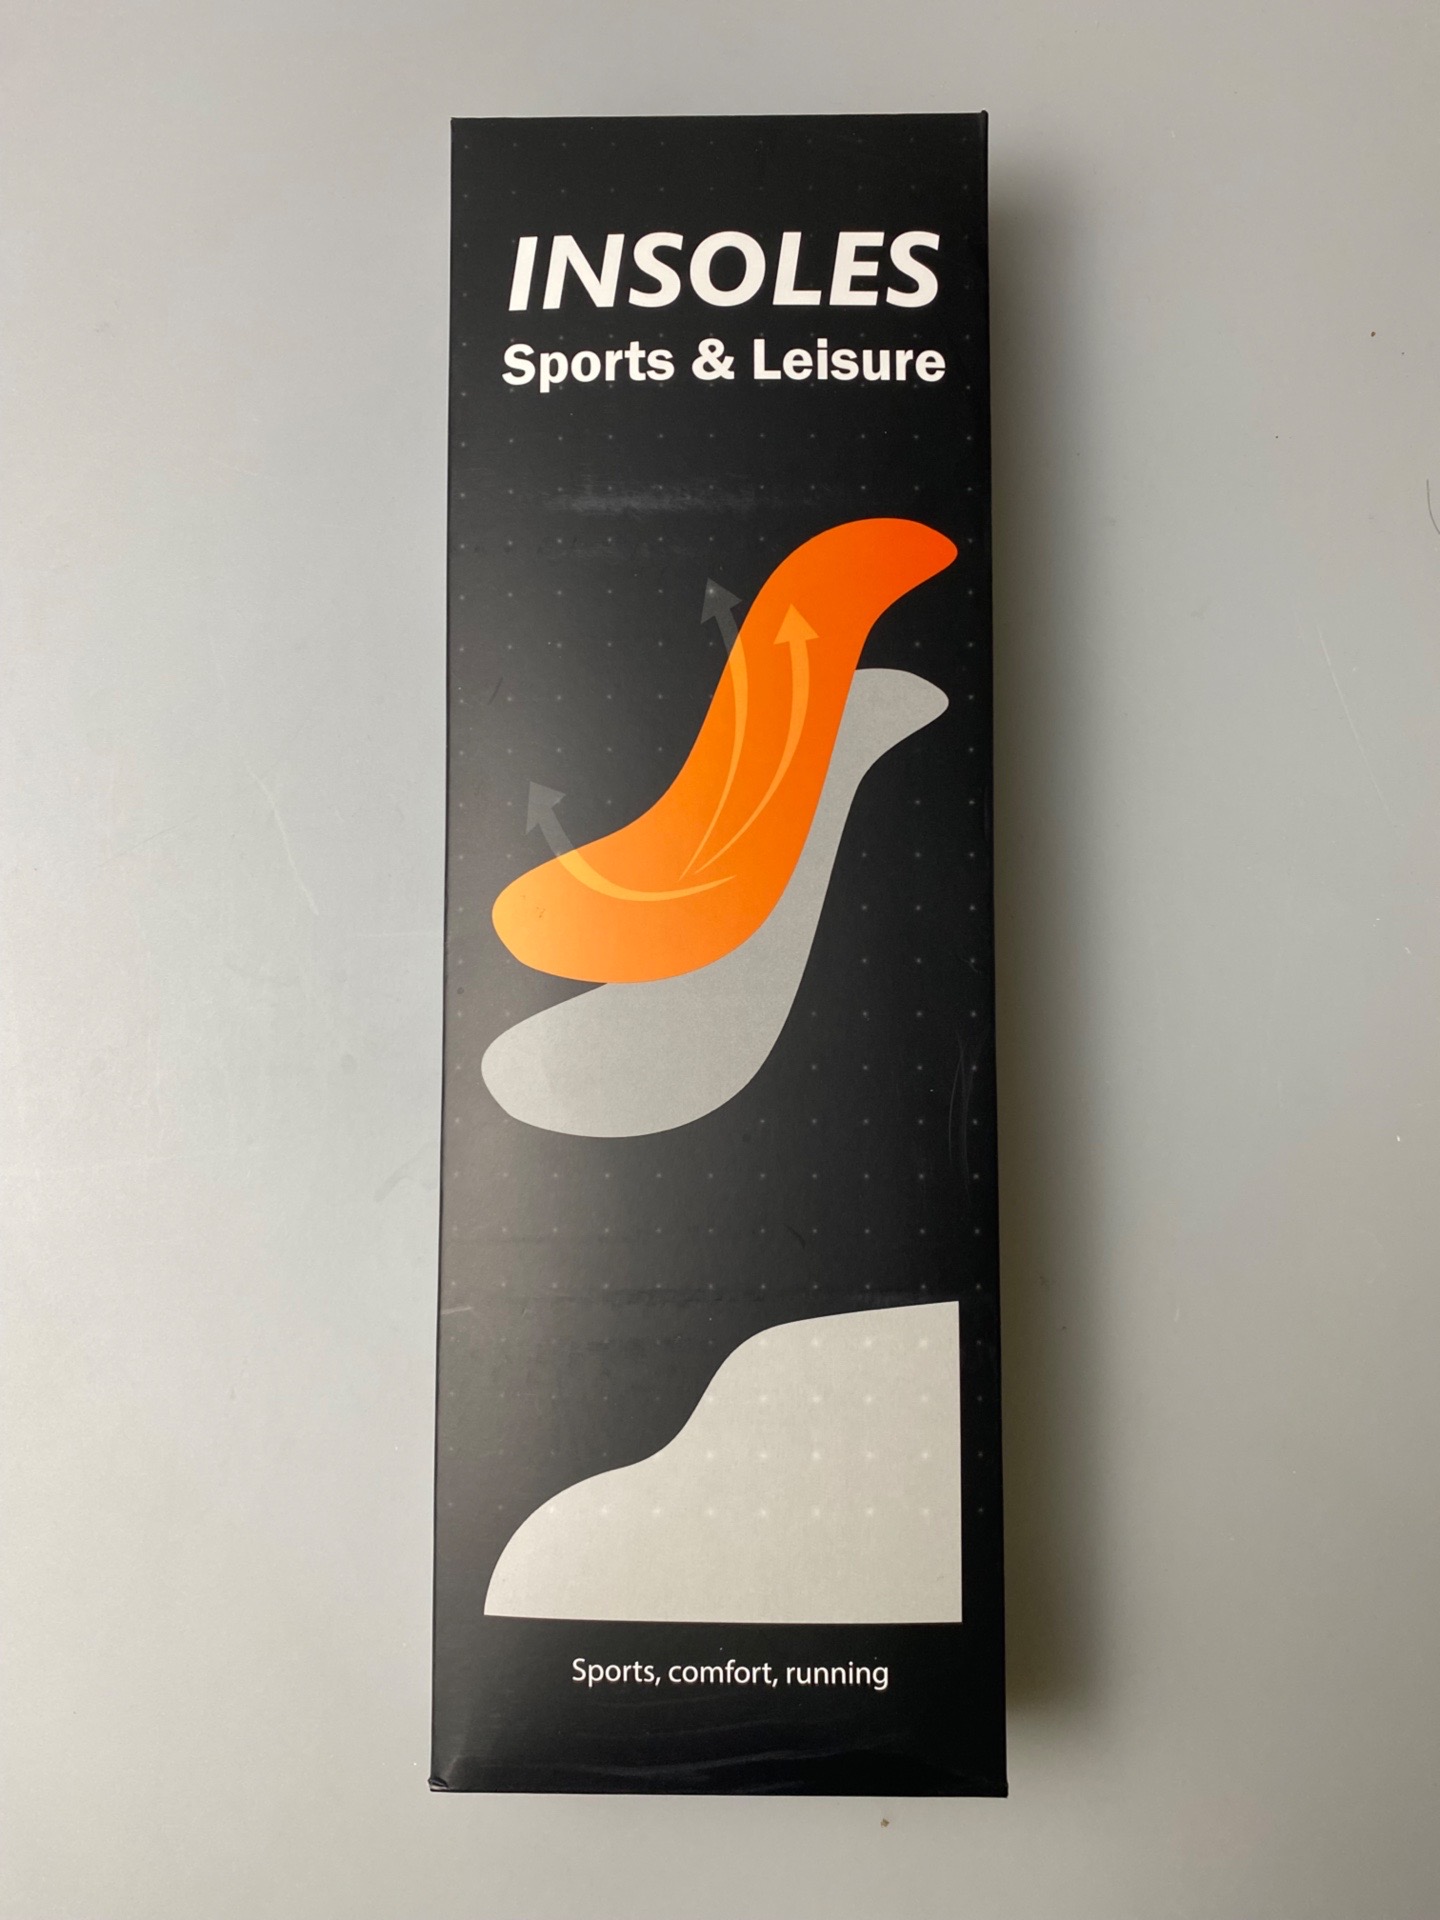 INSOLES
Sports & Leisure
Sports, comfort, running